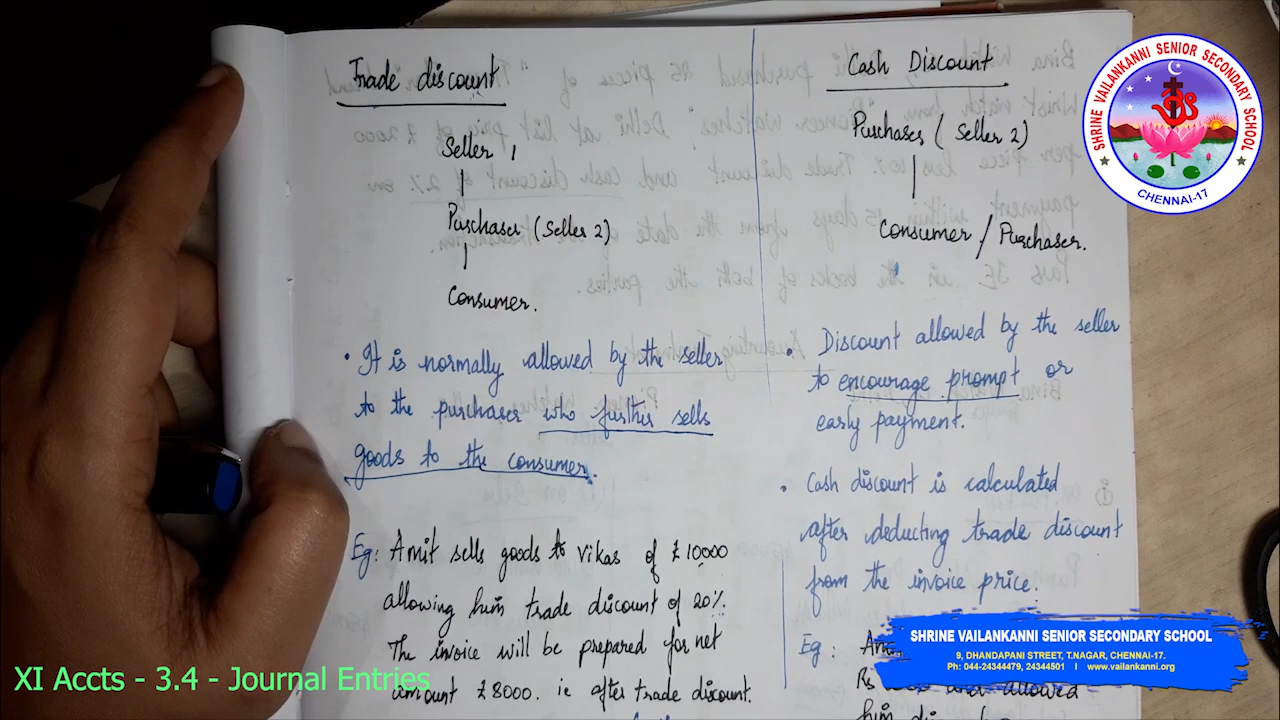 Trade discount
Seller 1
Purchaser (Seller 2)
Consumer.
• It is normally allowed by the seller
to the purchaser who further sells
goods to the consumer.
Eg: Amit sells goods to Vikas of ₹10000
allowing him trade discount of 20%.
The invoice will be prepared for net
amount ₹8000. ie after trade discount.
Cash Discount
Purchaser (Seller 2)
Consumer / Purchaser.
• Discount allowed by the seller
to encourage prompt or
early payment.
• Cash discount is calculated
after deducting trade discount
from the invoice price.
Eg:
and allowed
him
SHRINE VAILANKANNI SENIOR SECONDARY SCHOOL
CHENNAI-17
SHRINE VAILANKANNI SENIOR SECONDARY SCHOOL
9, DHANDAPANI STREET, T.NAGAR, CHENNAI-17.
Ph: 044-24344479, 24344501 I www.vailankanni.org
XI Accts - 3.4 - Journal Entries